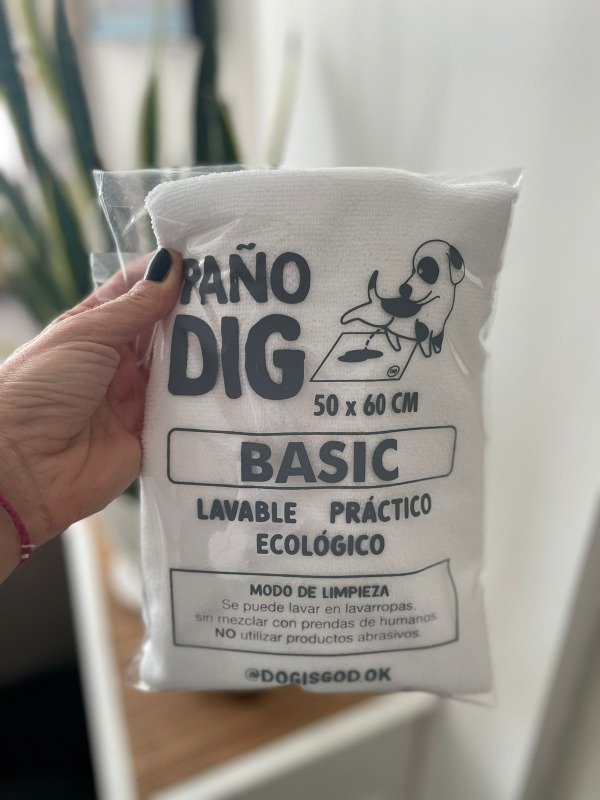 PAÑO
DIG
50 x 60 CM
BASIC
LAVABLE PRÁCTICO
ECOLÓGICO
MODO DE LIMPIEZA
Se puede lavar en lavarropas,
sin mezclar con prendas de humanos.
NO utilizar productos abrasivos.
@DOGISGOD.OK